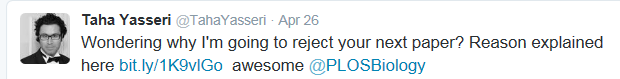 Taha Yasseri @TahaYasseri · Apr 26
Wondering why I'm going to reject your next paper? Reason explained
here bit.ly/1K9vlGo awesome @PLOSBiology